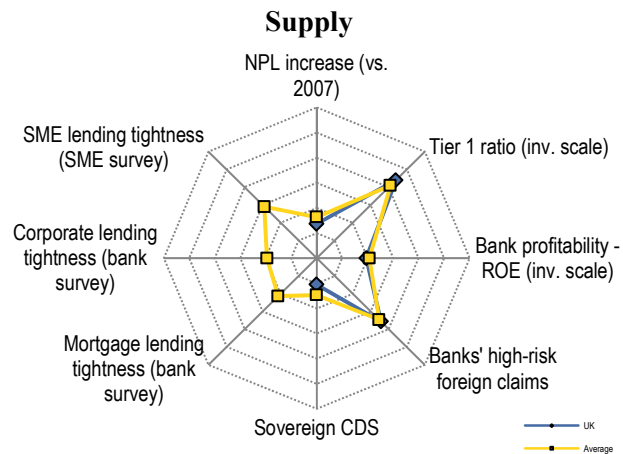 Supply
NPL increase (vs.
2007)
Tier 1 ratio (inv. scale)
Bank profitability -
ROE (inv. scale)
Banks' high-risk
foreign claims
Sovereign CDS
Mortgage lending
tightness (bank
survey)
Corporate lending
tightness (bank
survey)
SME lending tightness
(SME survey)
UK
Average